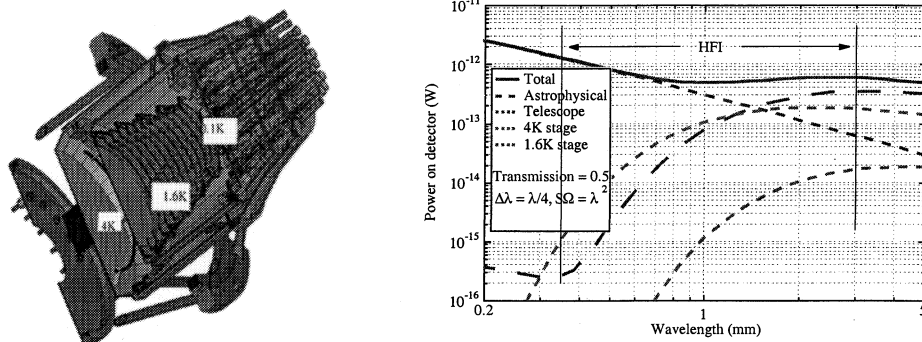 0.1K
1.6K
4K
Power on detector (W)
10-11
10-12
10-13
10-14
10-15
10-16
HFI
Total
Astrophysical
Telescope
4K stage
1.6K stage
Transmission = 0.5
Δλ = λ/4, SΩ = λ 2
0.2
1
Wavelength (mm)